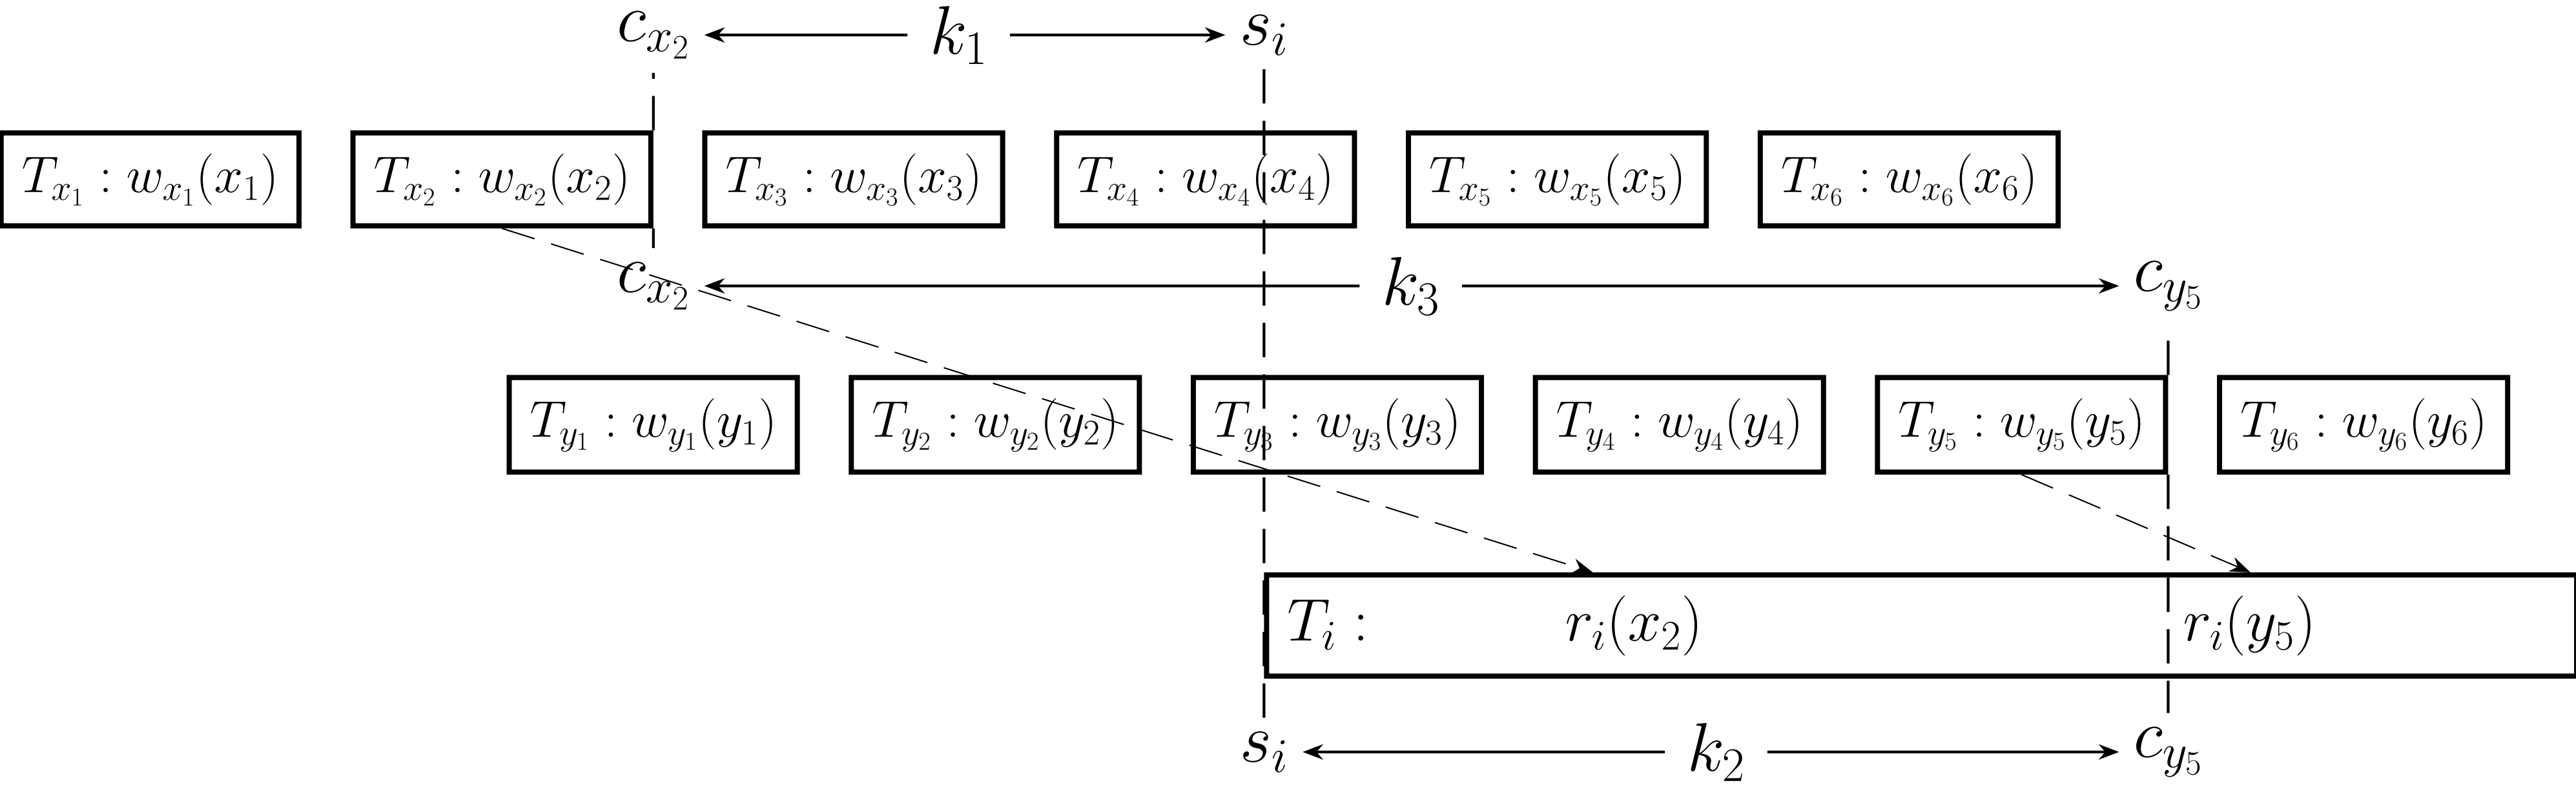 c_{x_2} k_1 s_i
T_{x_1} : w_{x_1}(x_1) T_{x_2} : w_{x_2}(x_2) T_{x_3} : w_{x_3}(x_3) T_{x_4} : w_{x_4}(x_4) T_{x_5} : w_{x_5}(x_5) T_{x_6} : w_{x_6}(x_6)
c_{x_2} k_3 c_{y_5}
T_{y_1} : w_{y_1}(y_1) T_{y_2} : w_{y_2}(y_2) T_{y_3} : w_{y_3}(y_3) T_{y_4} : w_{y_4}(y_4) T_{y_5} : w_{y_5}(y_5) T_{y_6} : w_{y_6}(y_6)
T_i : r_i(x_2) r_i(y_5)
s_i k_2 c_{y_5}